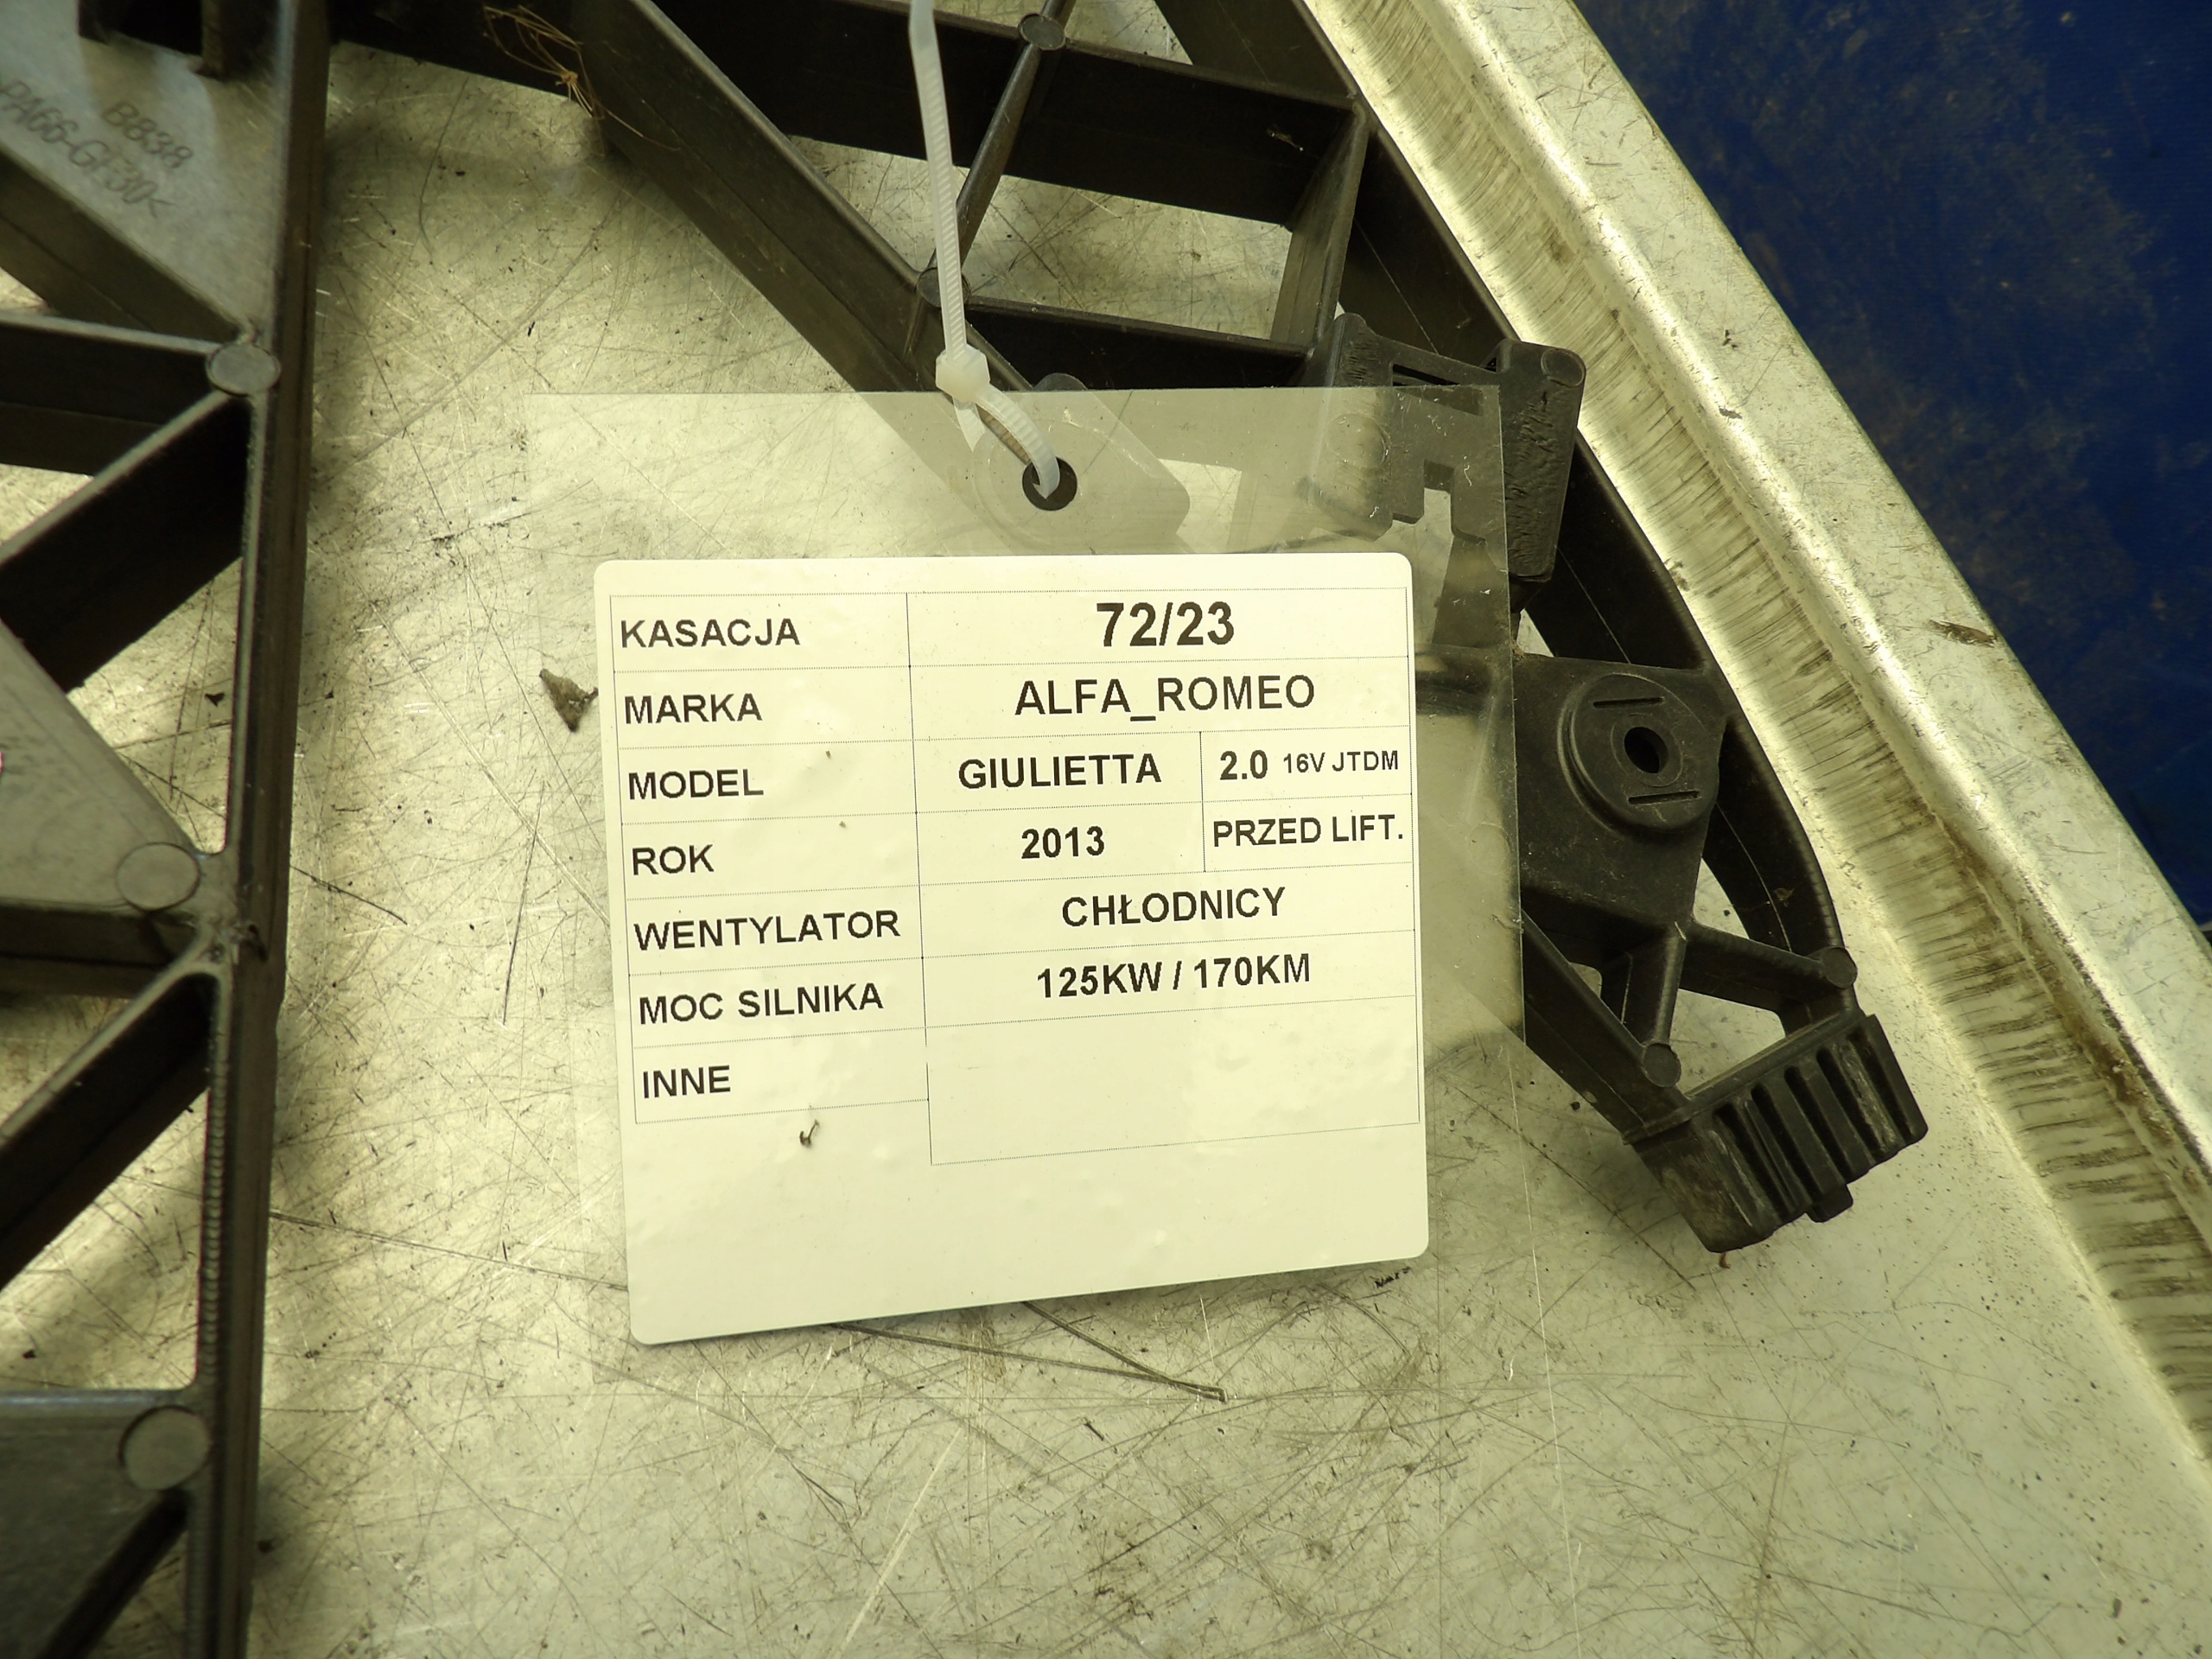 B838
PA66-GF30<
KASACJA 72/23
MARKA ALFA_ROMEO
MODEL GIULIETTA 2.0 16V JTDM
ROK 2013 PRZED LIFT.
WENTYLATOR CHŁODNICY
MOC SILNIKA 125KW / 170KM
INNE